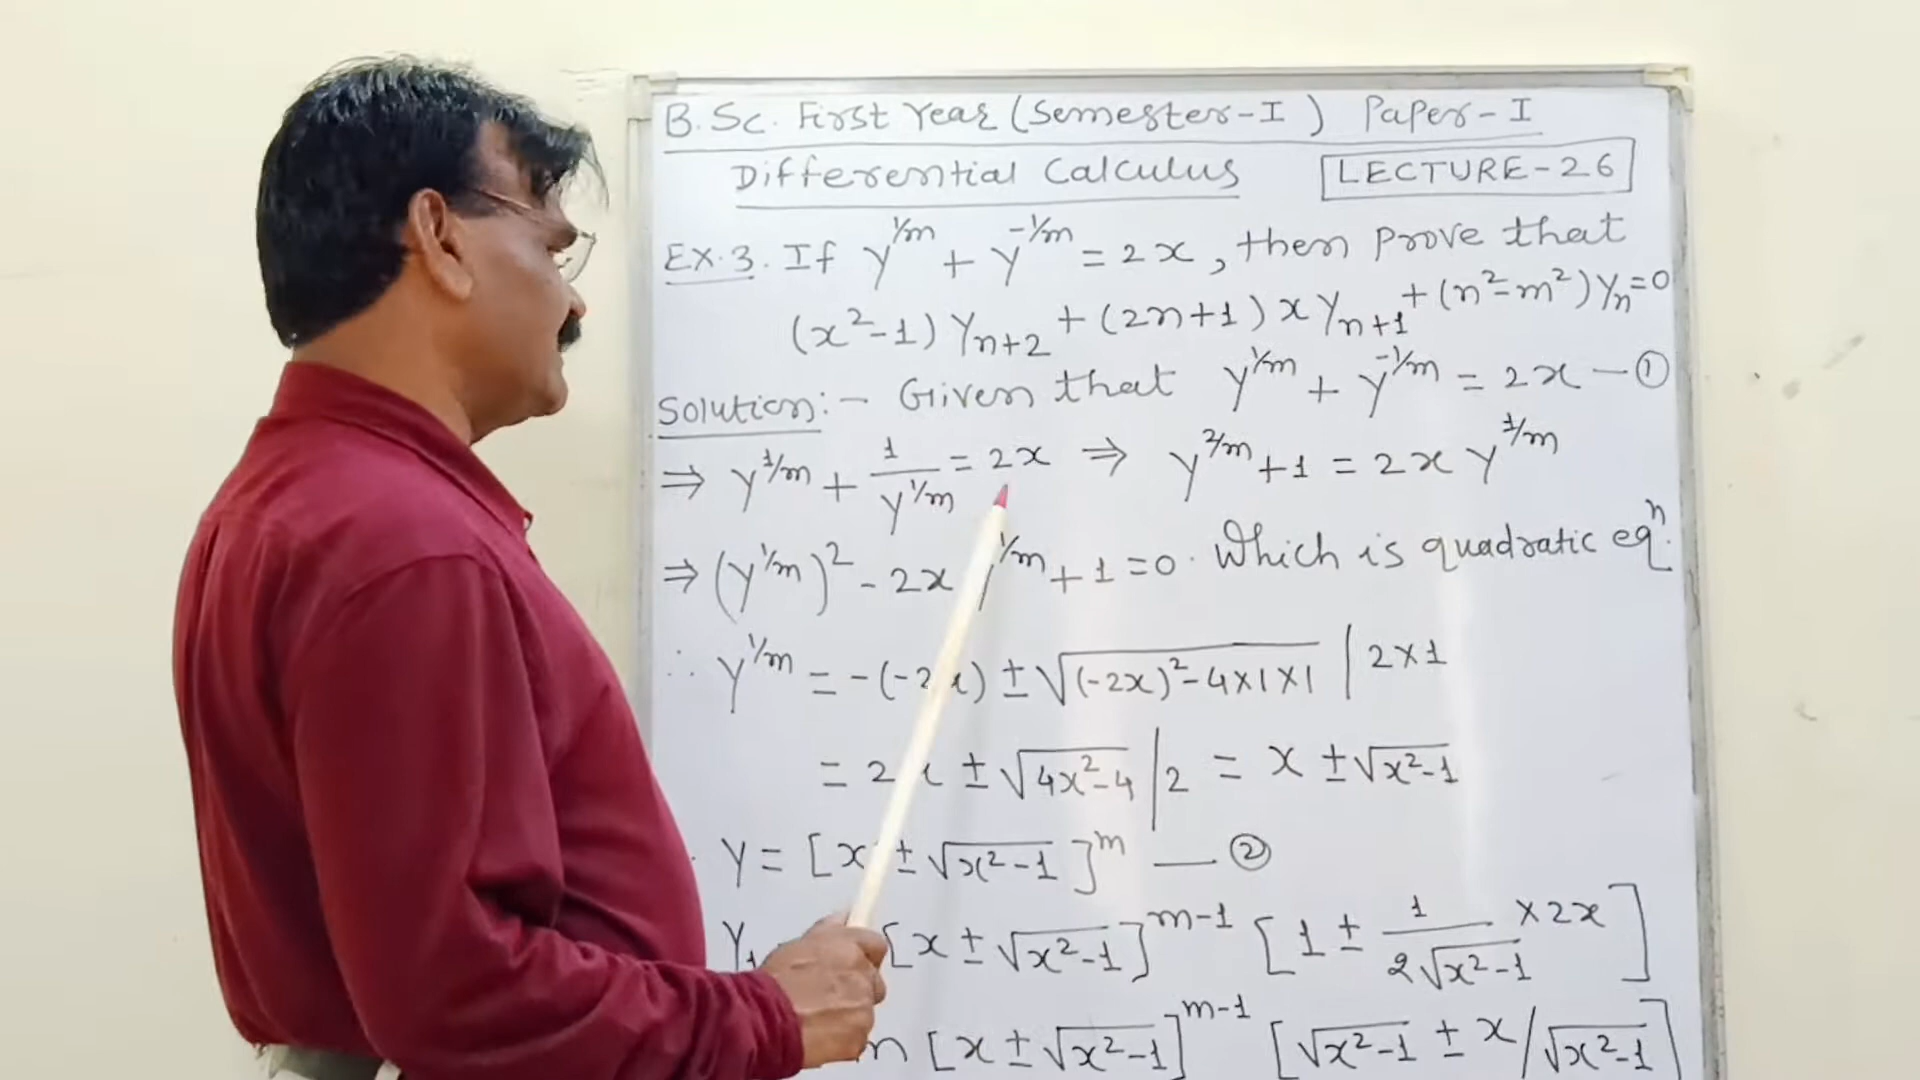 B.Sc. First Year (Semester-I) Paper-I
Differential Calculus LECTURE-26
EX.3. If y^{1/m} + y^{-1/m} = 2x, then prove that
(x²-1) y_{n+2} + (2n+1) x y_{n+1} + (n²-m²) y_n = 0
Solution:- Given that y^{1/m} + y^{-1/m} = 2x — ①
⇒ y^{1/m} + 1/y^{1/m} = 2x ⇒ y^{2/m} + 1 = 2x y^{1/m}
⇒ (y^{1/m})² - 2x y^{1/m} + 1 = 0. Which is quadratic eqⁿ.
∴ y^{1/m} = -(-2x) ± √((-2x)² - 4×1×1) / 2×1
= 2x ± √(4x²-4) / 2 = x ± √(x²-1)
y = [x ± √(x²-1)]^m — ②
y₁ [x ± √(x²-1)]^{m-1} [1 ± 1/(2√(x²-1)) × 2x]
[x ± √(x²-1)]^{m-1} [√(x²-1) ± x / √(x²-1)]